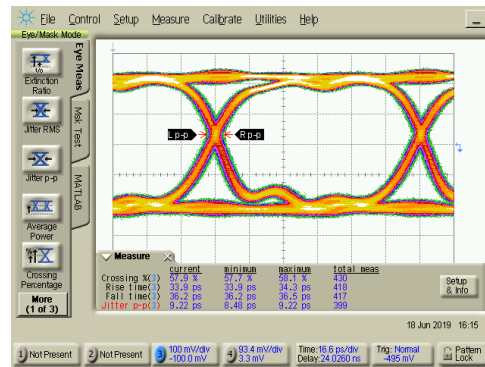 File Control Setup Measure Calibrate Utilities Help
Eye/Mask Mode
Eye Meas
Msk Test
MATLAB
Extinction
Ratio
Jitter RMS
Jitter p-p
Average
Power
Crossing
Percentage
More
(1 of 3)
L p-p
R p-p
Measure
current minimum maximum total meas
Crossing %(3) 57.9 % 57.7 % 58.1 % 430
Rise time(3) 33.9 ps 33.9 ps 34.3 ps 418
Fall time(3) 36.2 ps 36.2 ps 36.5 ps 417
Jitter p-p(3) 9.22 ps 8.48 ps 9.22 ps 399
Setup
& Info
18 Jun 2019 16:15
1 Not Present 2 Not Present 3 100 mV/div 4 93.4 mV/div Time:16.6 ps/div Trig: Normal Pattern
-100.0 mV 3.3 mV Delay:24.0260 ns -495 mV Lock